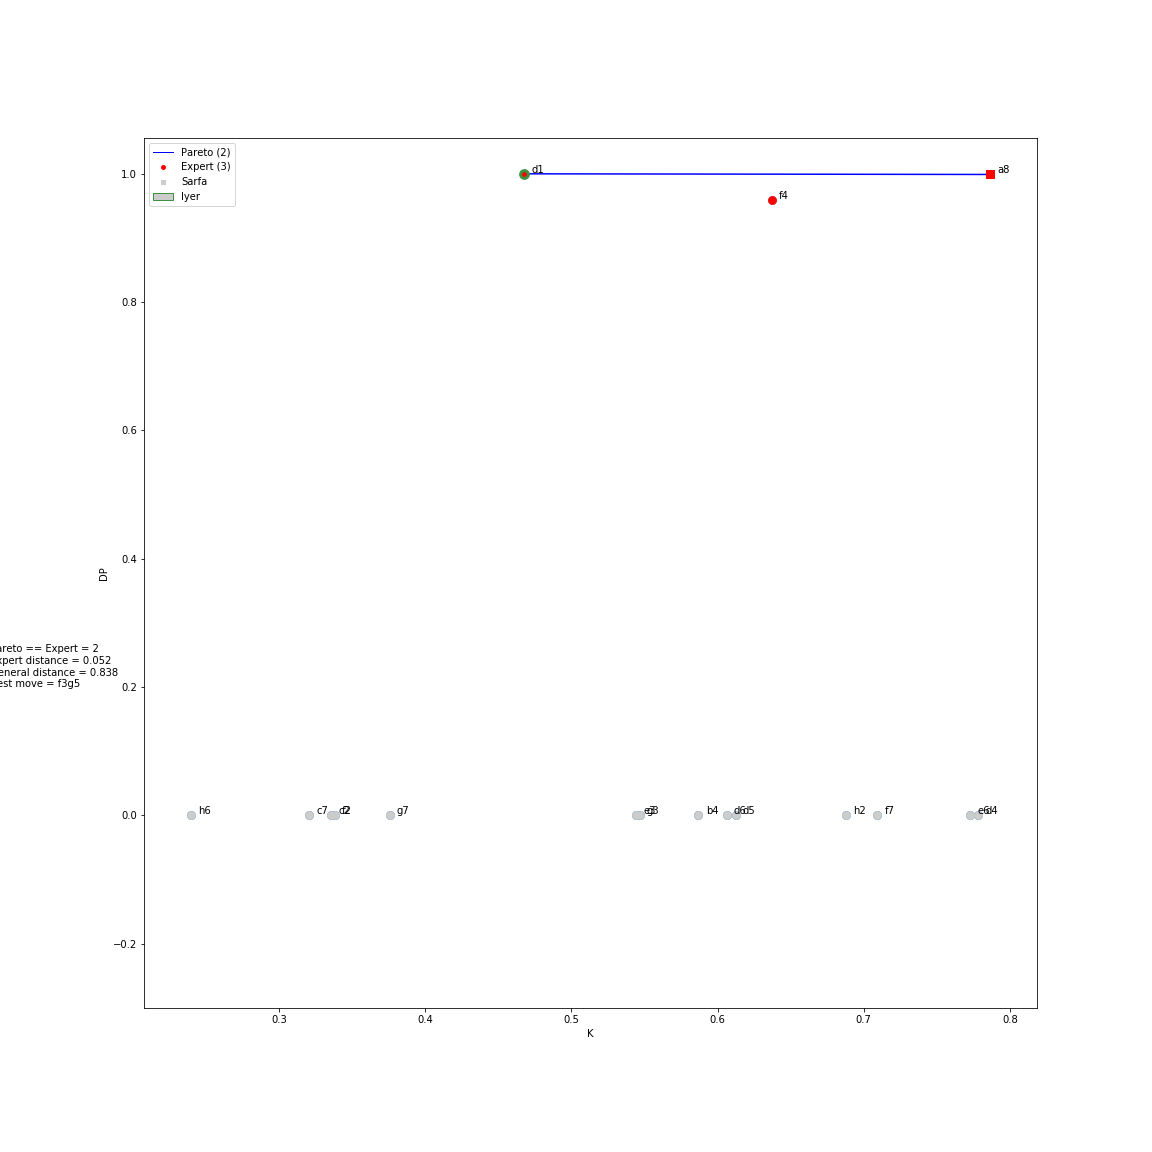 Pareto (2)
Expert (3)
Sarfa
Iyer
d1
a8
f4
1.0
0.8
0.6
0.4
0.2
0.0
−0.2
DP
areto == Expert = 2
xpert distance = 0.052
eneral distance = 0.838
est move = f3g5
h6
c7
g7
b4
d5
h2
f7
0.3
0.4
0.5
0.6
0.7
0.8
K